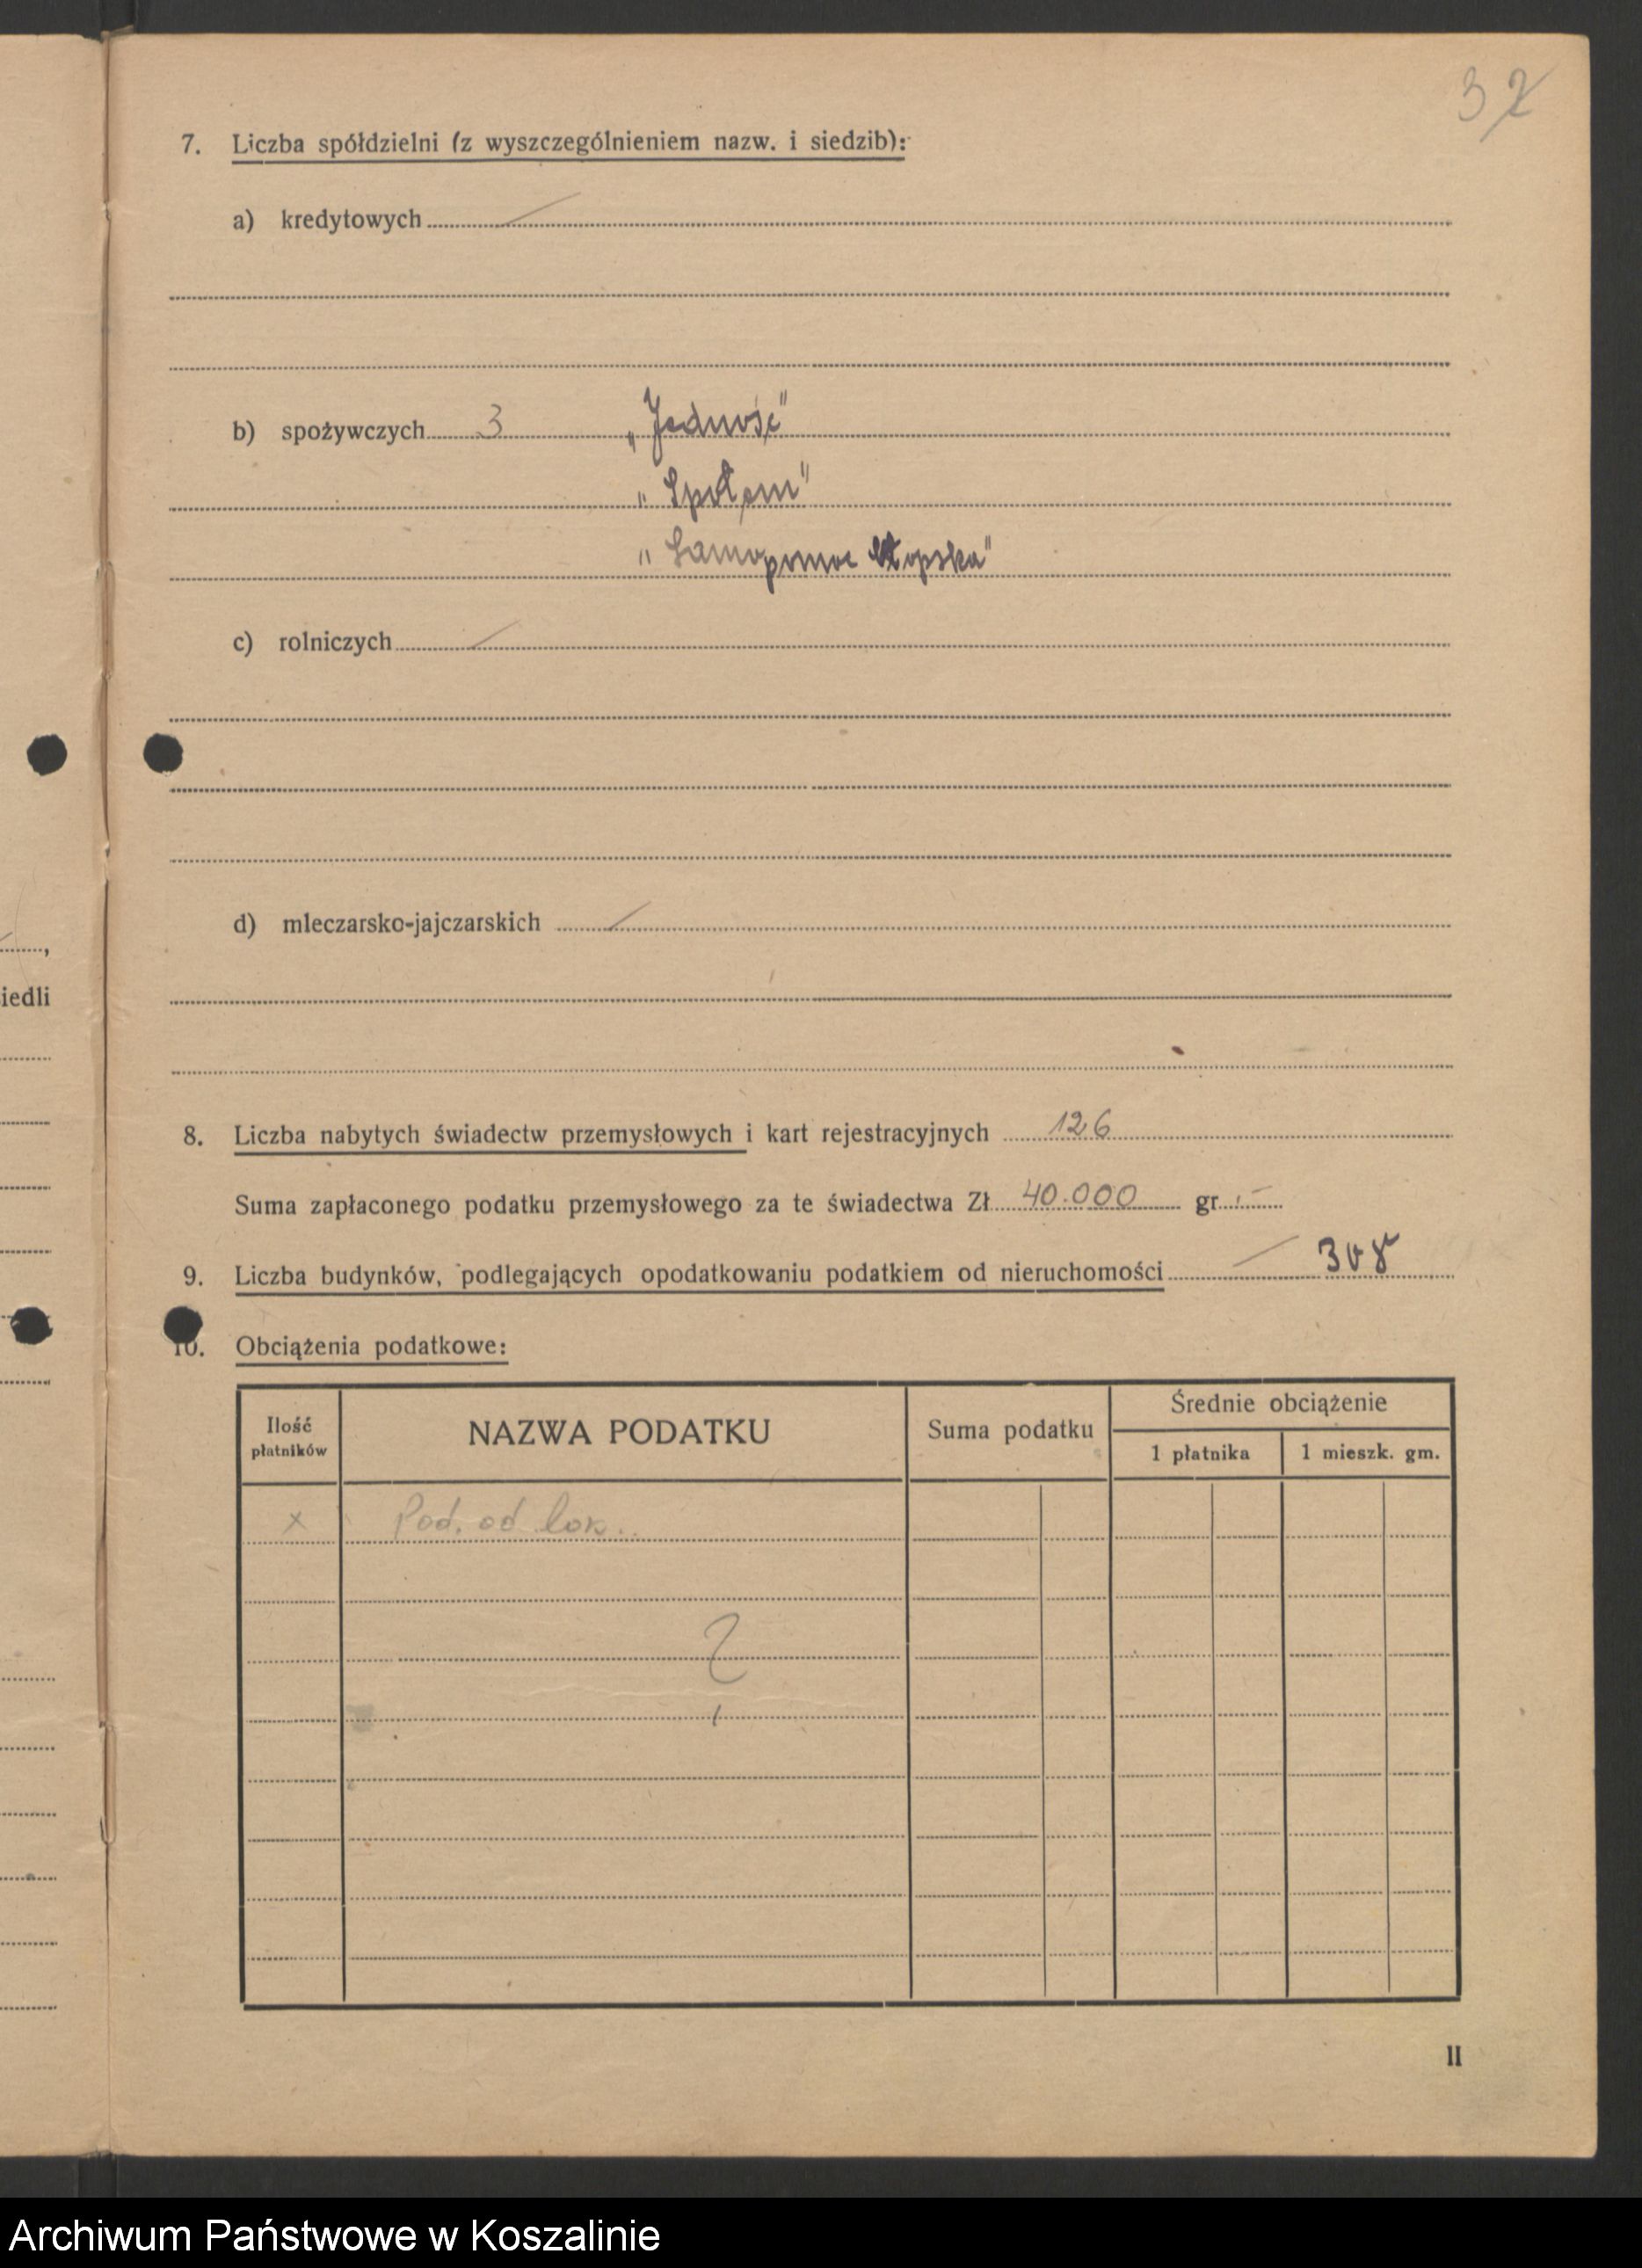 32
7. Liczba spółdzielni (z wyszczególnieniem nazw. i siedzib):
a) kredytowych
b) spożywczych 3 „Jedność"
„Społem"
„Samopomoc Chłopska"
c) rolniczych
d) mleczarsko-jajczarskich
iedli
8. Liczba nabytych świadectw przemysłowych i kart rejestracyjnych 126
Suma zapłaconego podatku przemysłowego za te świadectwa Zł 40.000 gr. —
9. Liczba budynków, podlegających opodatkowaniu podatkiem od nieruchomości 308
10. Obciążenia podatkowe:
Ilość płatników
NAZWA PODATKU
Suma podatku
Średnie obciążenie
1 płatnika
1 mieszk. gm.
x Pod. od lok.
II
Archiwum Państwowe w Koszalinie